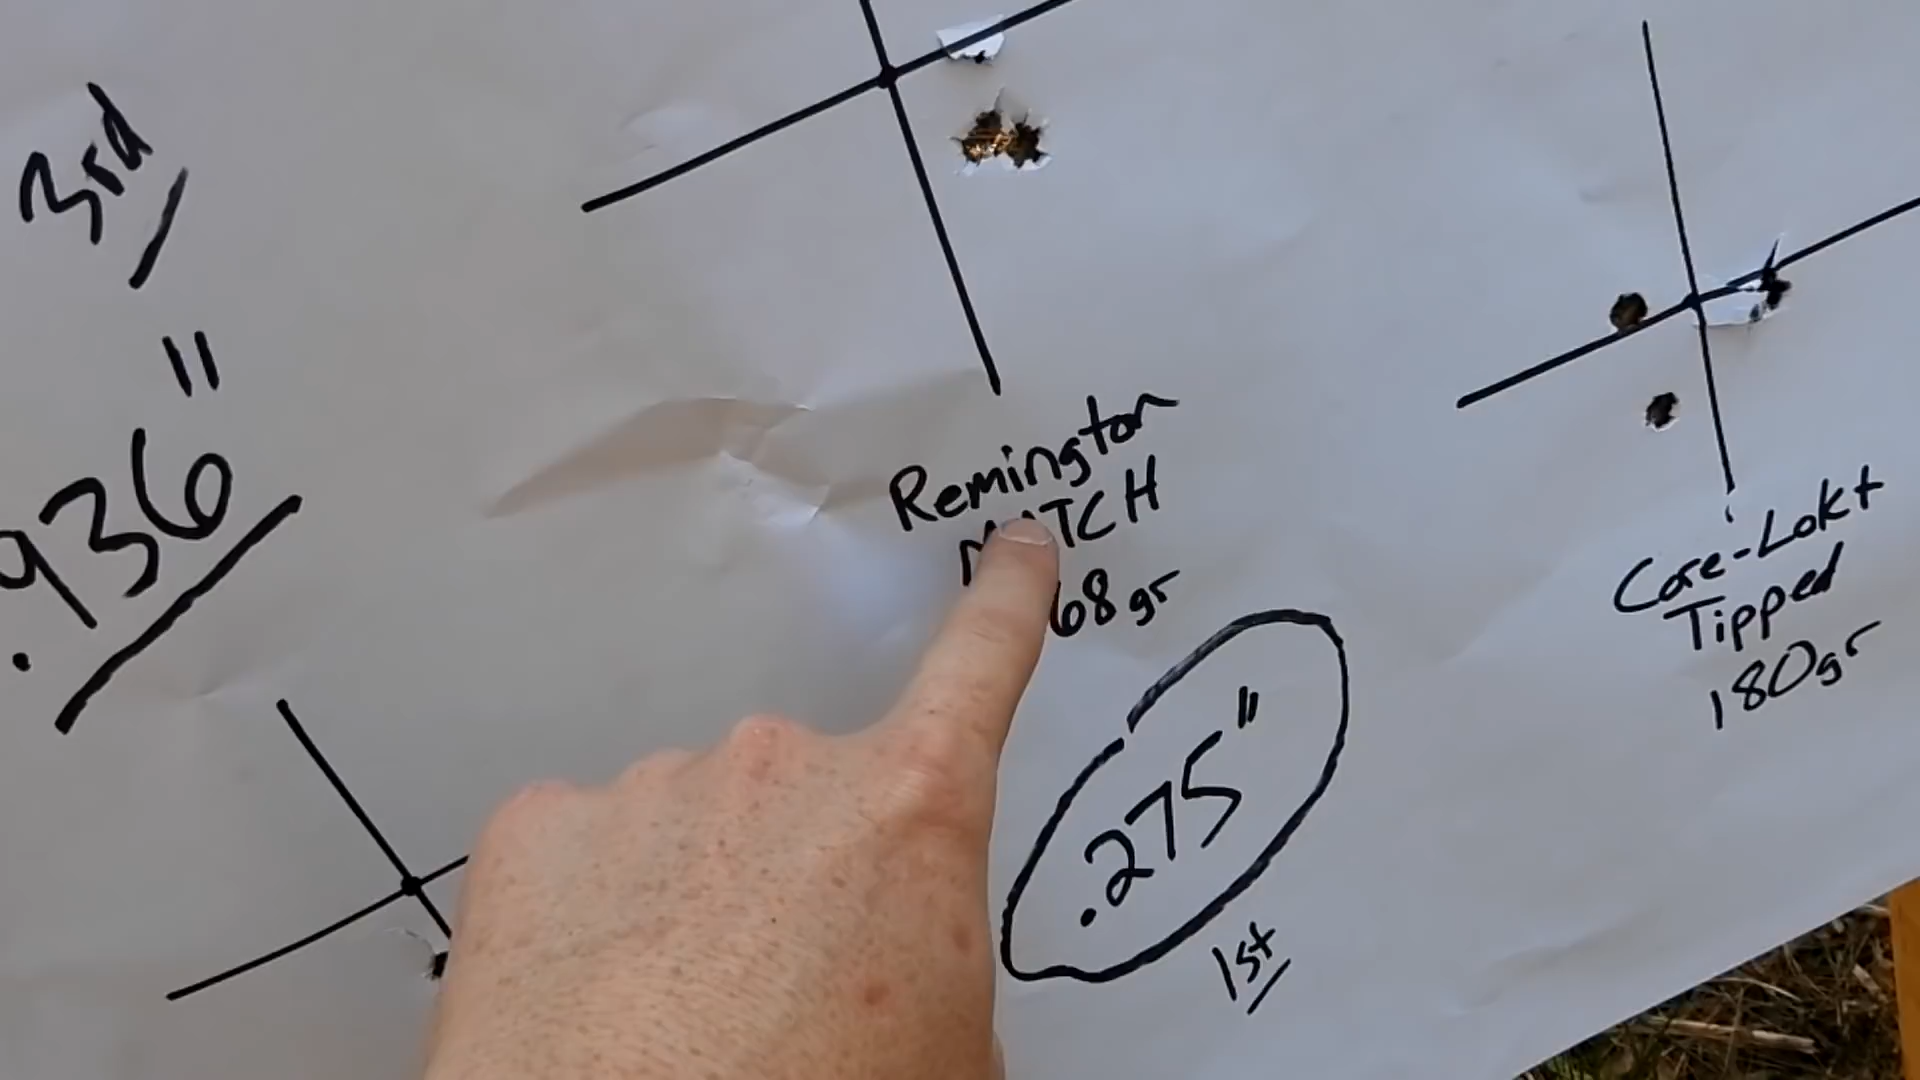 3rd
.936"
Remington
MATCH
68gr
.275"
1st
Core-Lokt
Tipped
180gr